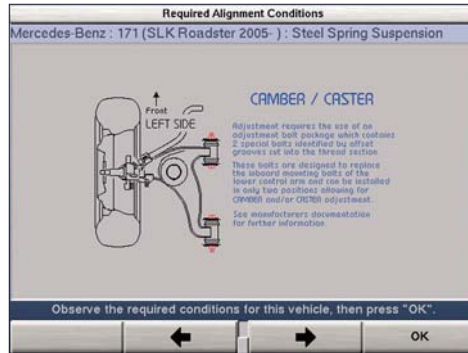 Required Alignment Conditions
Mercedes-Benz : 171 (SLK Roadster 2005- ) : Steel Spring Suspension
Front
LEFT SIDE
CAMBER / CASTER
Adjustment requires the use of an
adjustment bolt package which contains
2 special bolts identified by offset
grooves cut into the thread section.
These bolts are designed to replace
the inboard mounting bolts of the
lower control arm and can be installed
in only two positions allowing for
CAMBER and/or CASTER adjustment.
See manufacturers documentation
for further information.
Observe the required conditions for this vehicle, then press "OK".
OK